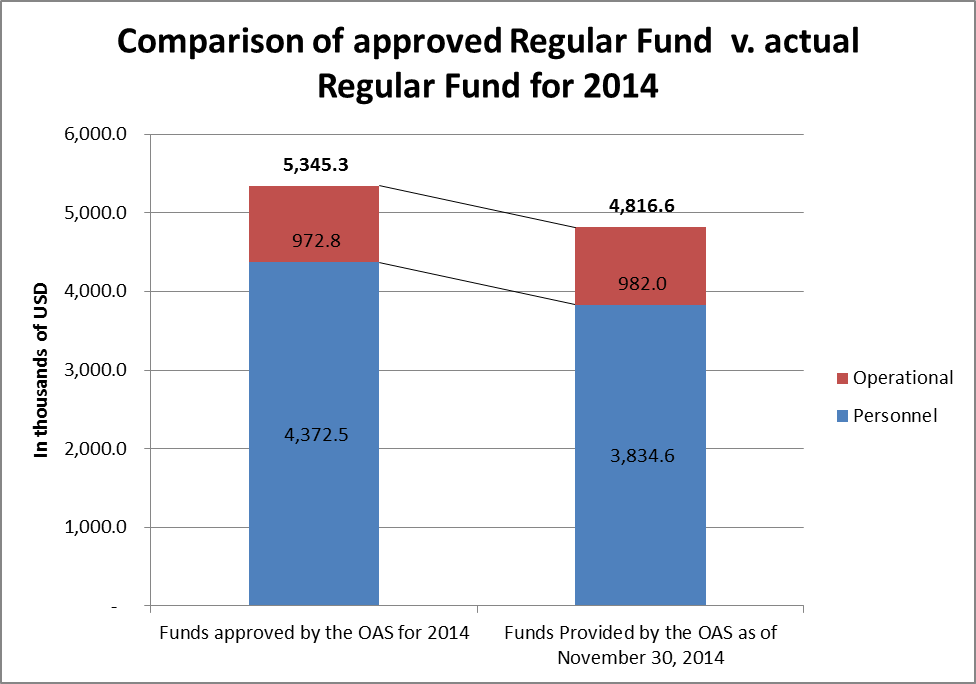 Comparison of approved Regular Fund  v. actual
Regular Fund for 2014
In thousands of USD
6,000.0
5,000.0
4,000.0
3,000.0
2,000.0
1,000.0
-
5,345.3
972.8
4,372.5
4,816.6
982.0
3,834.6
Operational
Personnel
Funds approved by the OAS for 2014
Funds Provided by the OAS as of
November 30, 2014